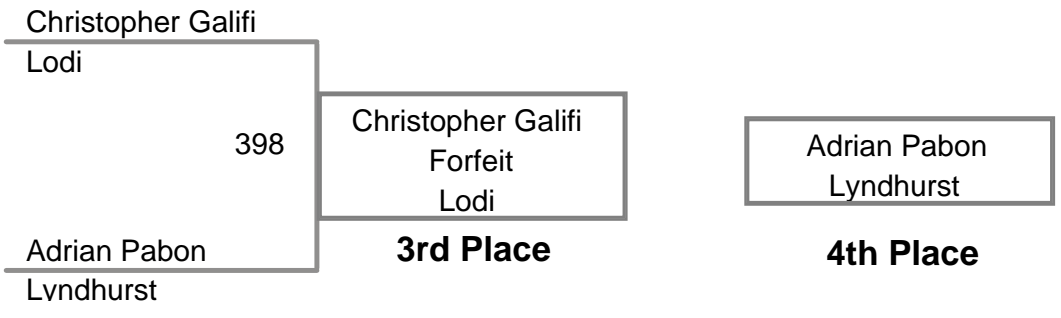 Christopher Galifi
Lodi
398
Christopher Galifi
Forfeit
Lodi
3rd Place
Adrian Pabon
Lyndhurst
4th Place
Adrian Pabon
Lyndhurst